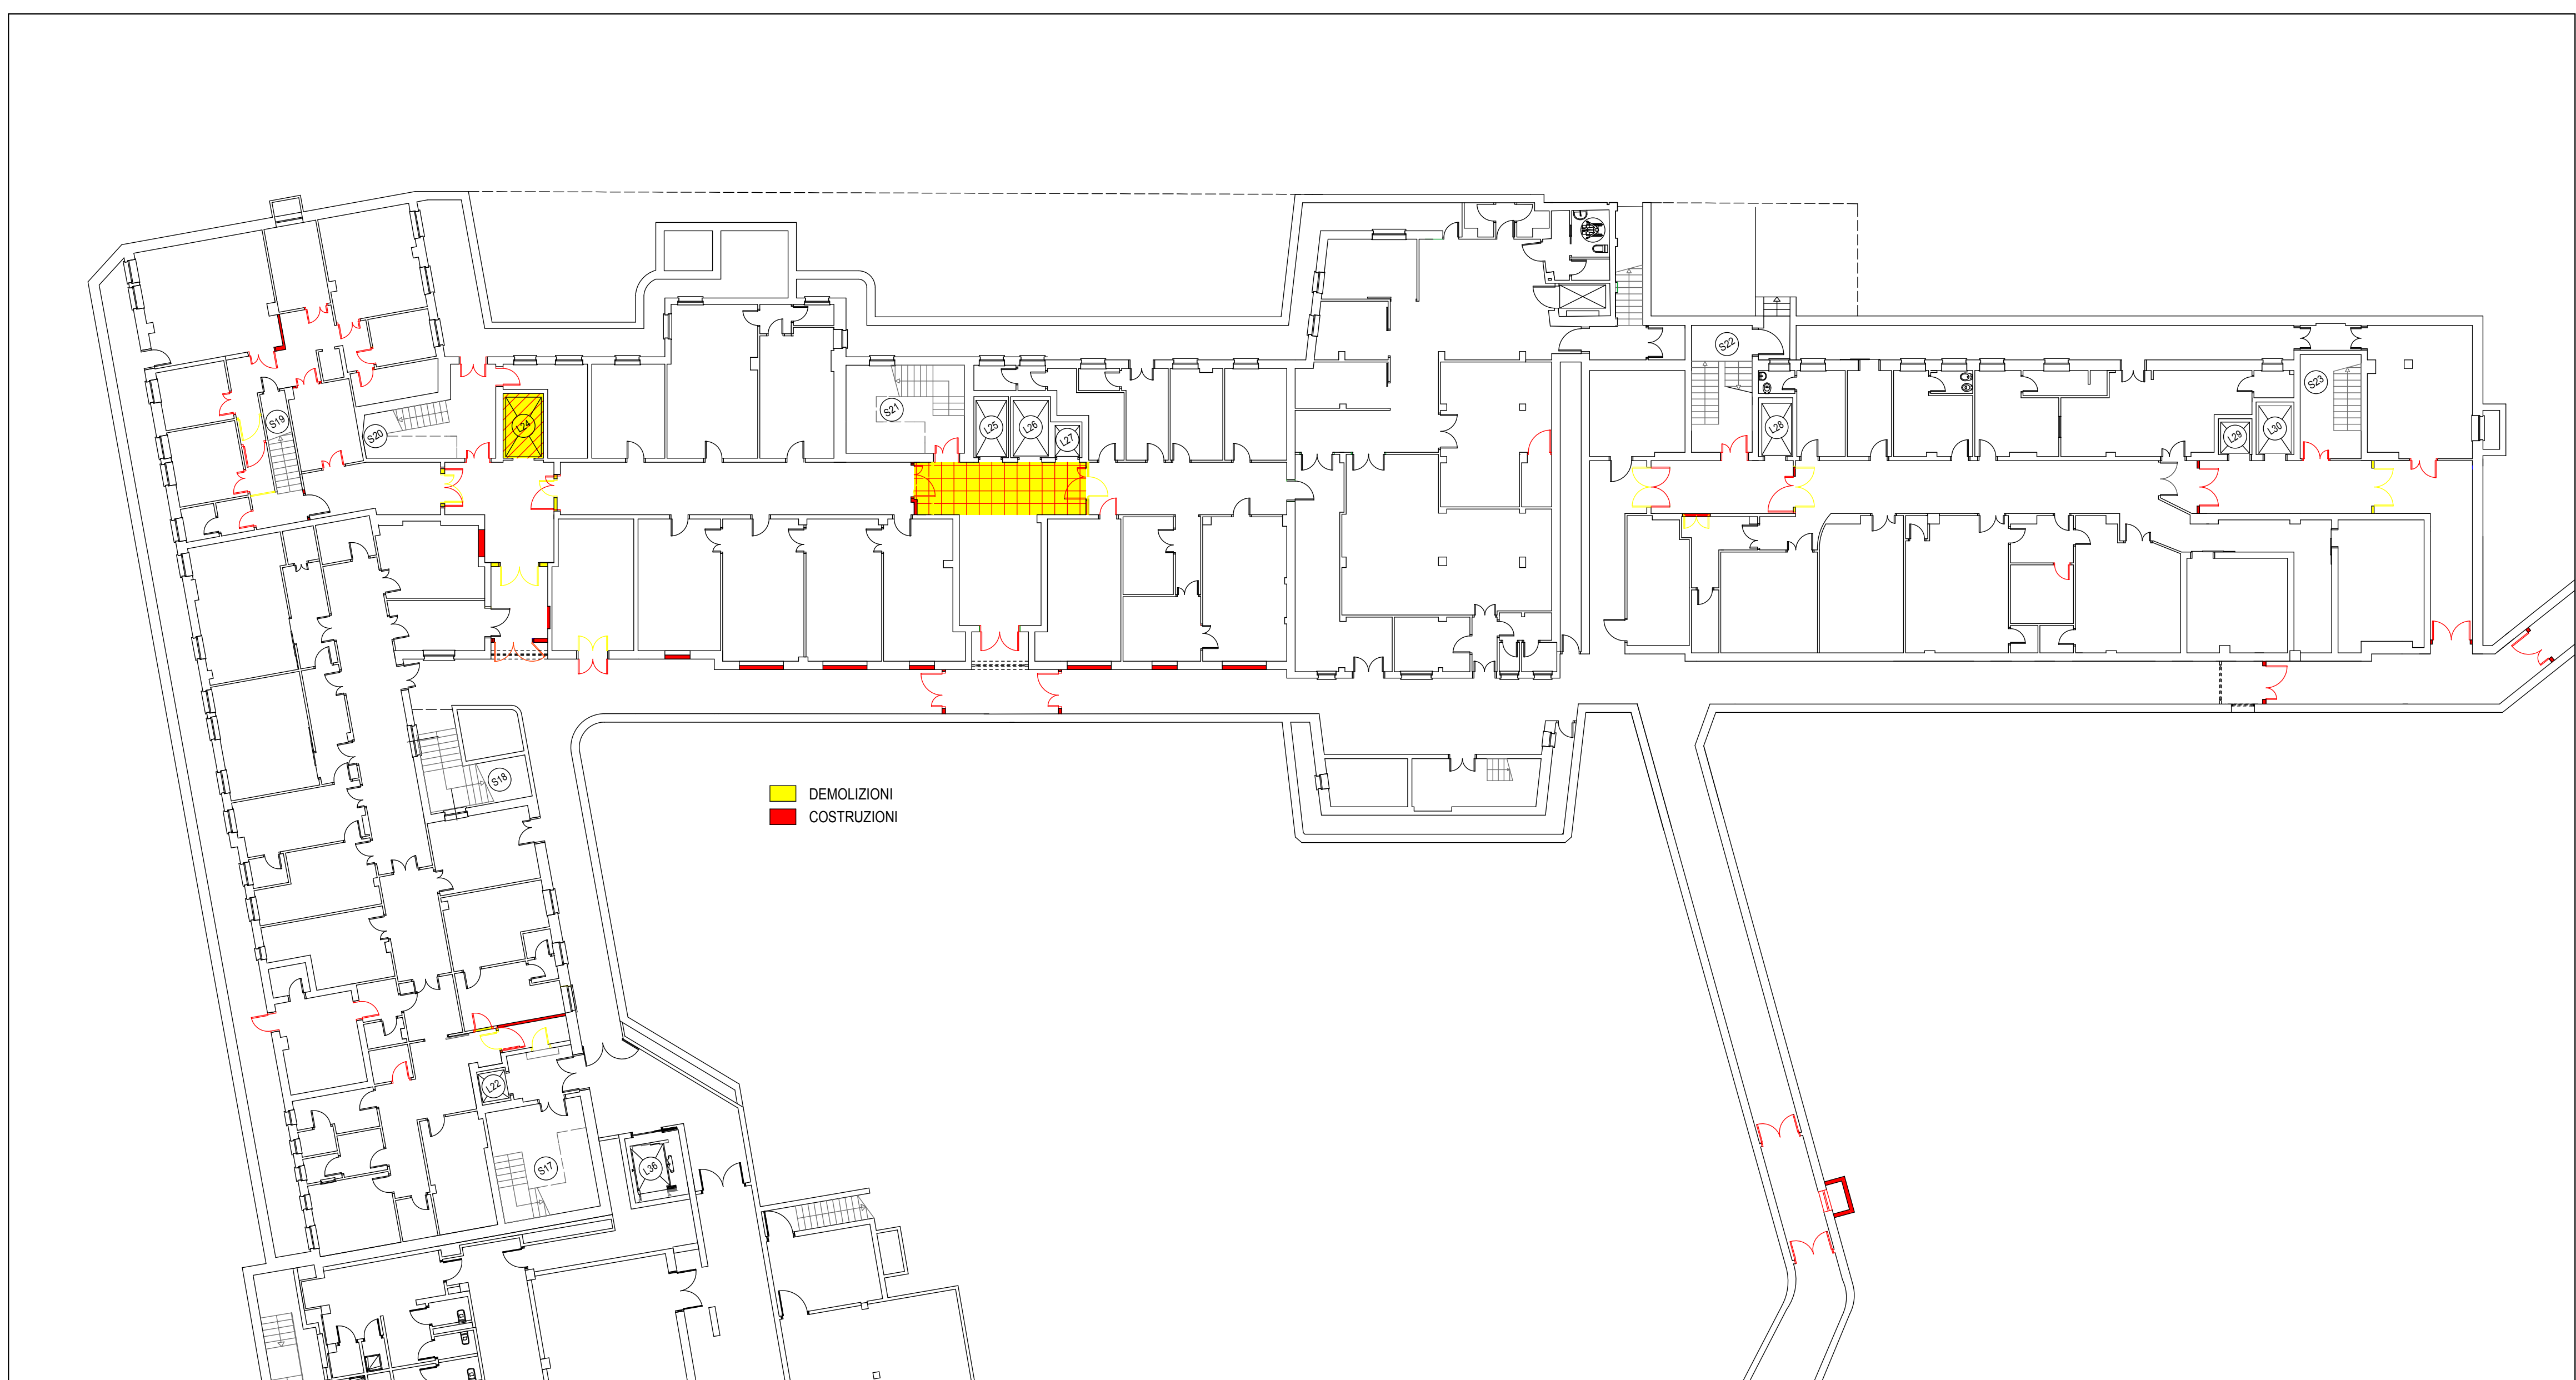 S22
S23
S21
S19
S20
L24
L25
L26
L27
L28
L29
L30
S18
DEMOLIZIONI
COSTRUZIONI
L22
S17
L36